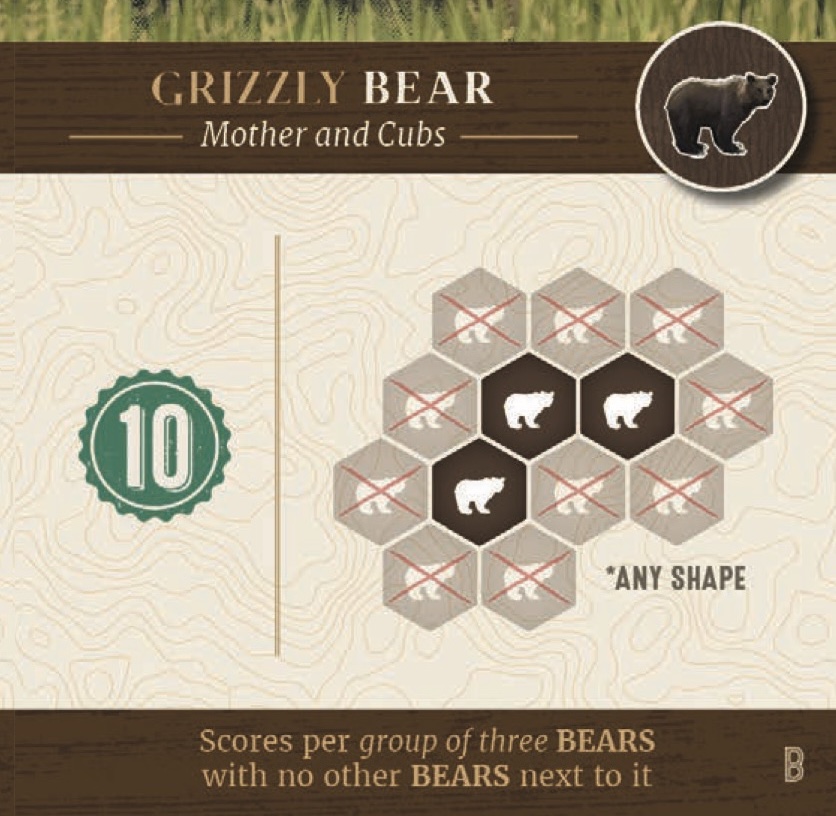 GRIZZLY BEAR
Mother and Cubs
10
*ANY SHAPE
Scores per group of three BEARS
with no other BEARS next to it
B